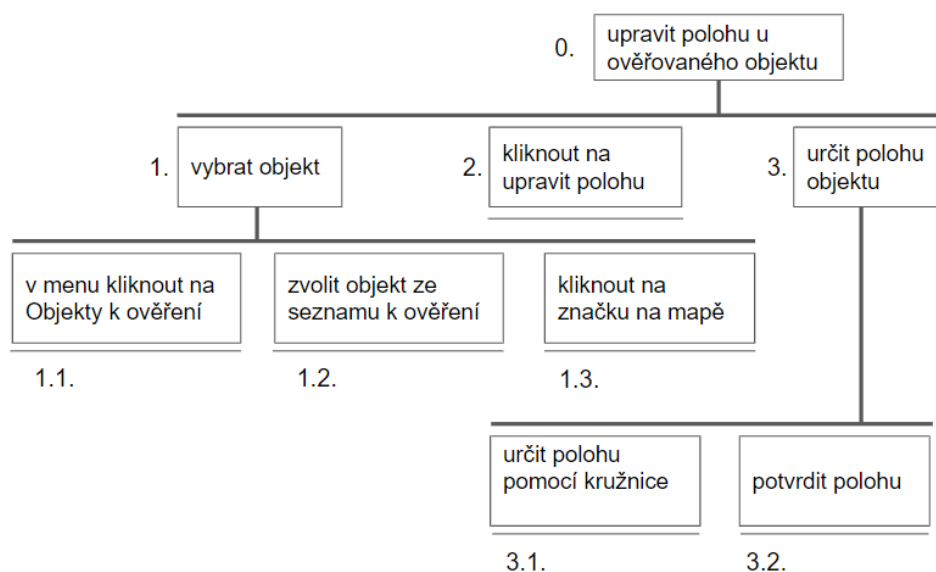 0.
upravit polohu u
ověřovaného objektu
1.
vybrat objekt
2.
kliknout na
upravit polohu
3.
určit polohu
objektu
v menu kliknout na
Objekty k ověření
1.1.
zvolit objekt ze
seznamu k ověření
1.2.
kliknout na
značku na mapě
1.3.
určit polohu
pomocí kružnice
3.1.
potvrdit polohu
3.2.